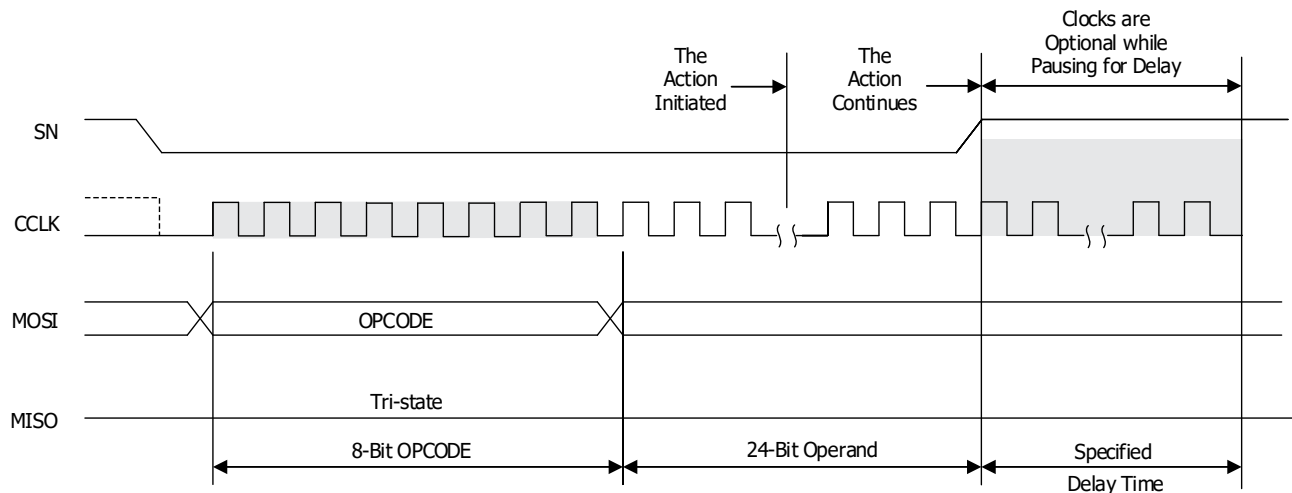 Clocks are
Optional while
Pausing for Delay
The
Action
Initiated
The
Action
Continues
SN
CCLK
MOSI
OPCODE
Tri-state
MISO
8-Bit OPCODE
24-Bit Operand
Specified
Delay Time